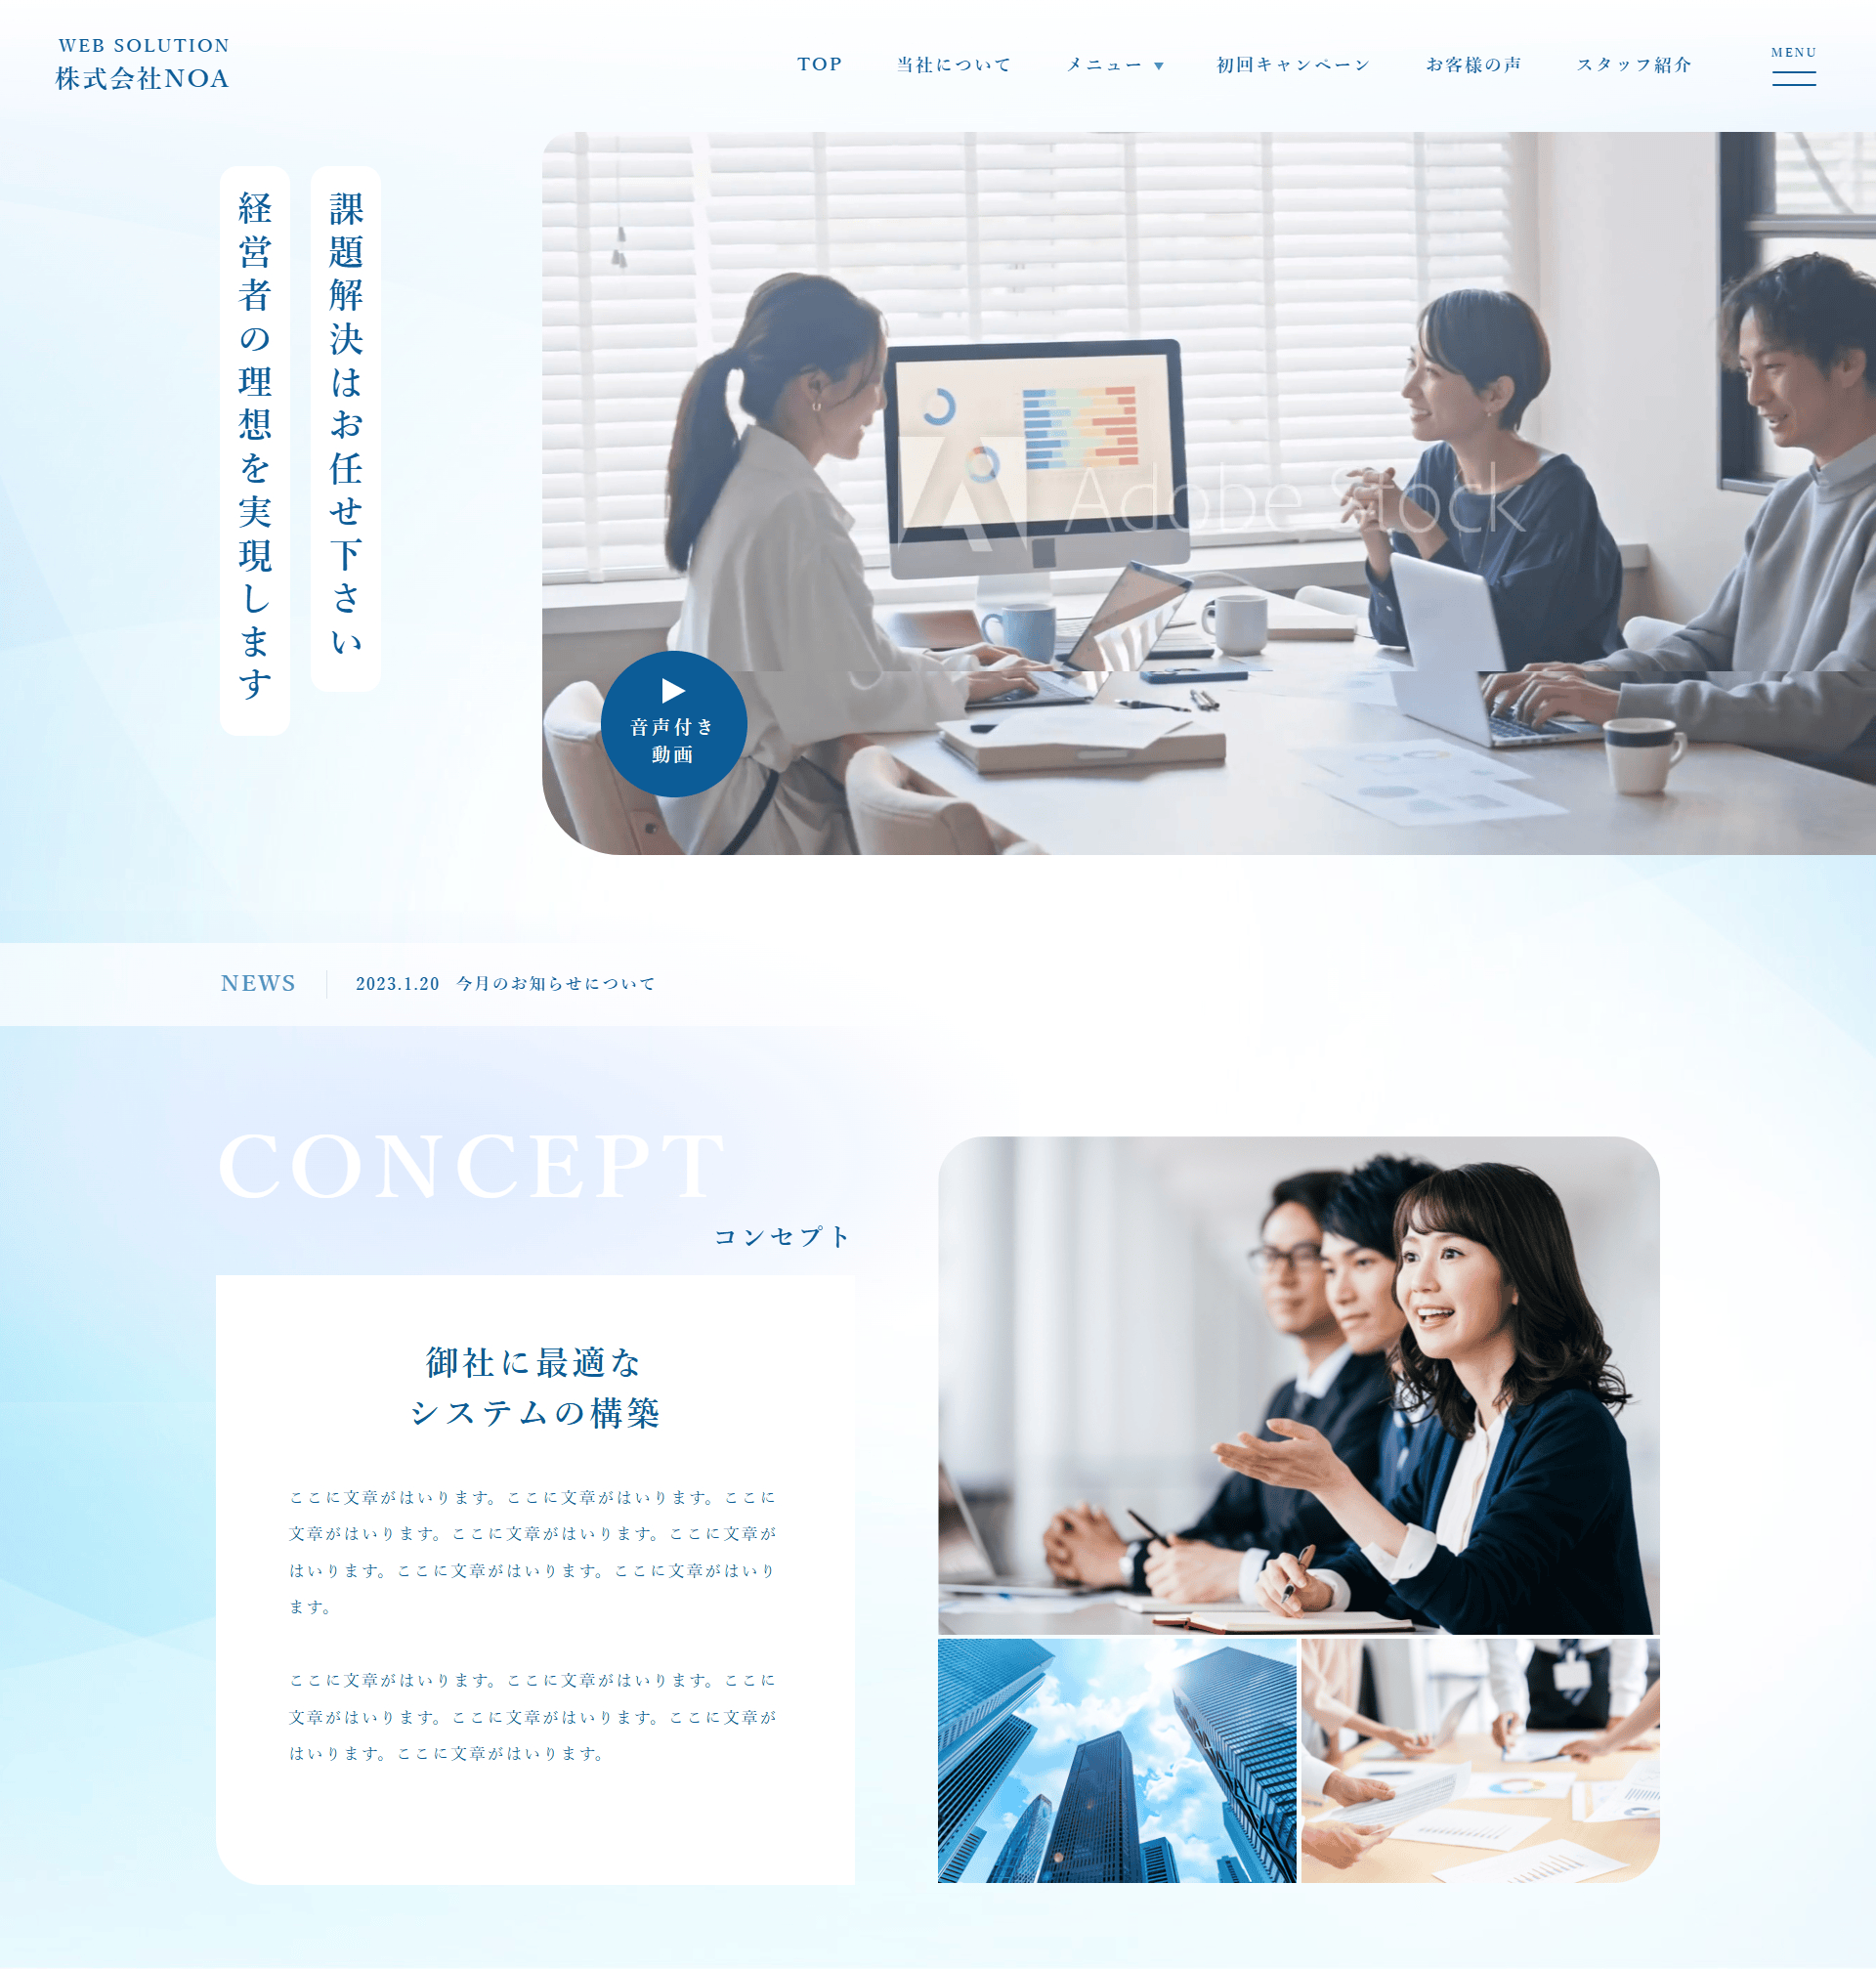 WEB SOLUTION
株式会社NOA
TOP
当社について
メニュー ▼
初回キャンペーン
お客様の声
スタッフ紹介
MENU
課題解決はお任せ下さい
経営者の理想を実現します
Adobe Stock
音声付き
動画
NEWS
2023.1.20 今月のお知らせについて
CONCEPT
コンセプト
御社に最適な
システムの構築
ここに文章がはいります。ここに文章がはいります。ここに
文章がはいります。ここに文章がはいります。ここに文章が
はいります。ここに文章がはいります。ここに文章がはいり
ます。
ここに文章がはいります。ここに文章がはいります。ここに
文章がはいります。ここに文章がはいります。ここに文章が
はいります。ここに文章がはいります。